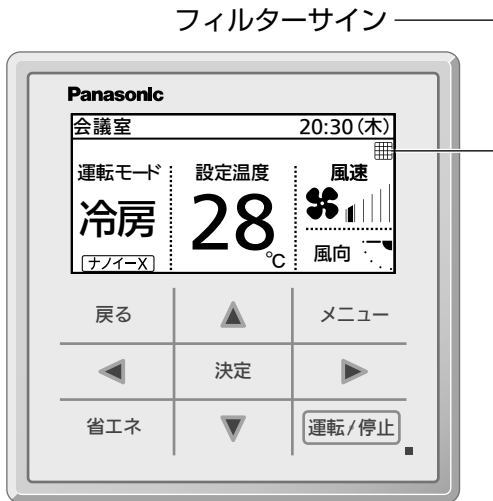 フィルターサイン
Panasonic
会議室 20:30(木)
運転モード 設定温度 風速
冷房 28℃
ナノイーX 風向
戻る メニュー
決定
省エネ 運転/停止